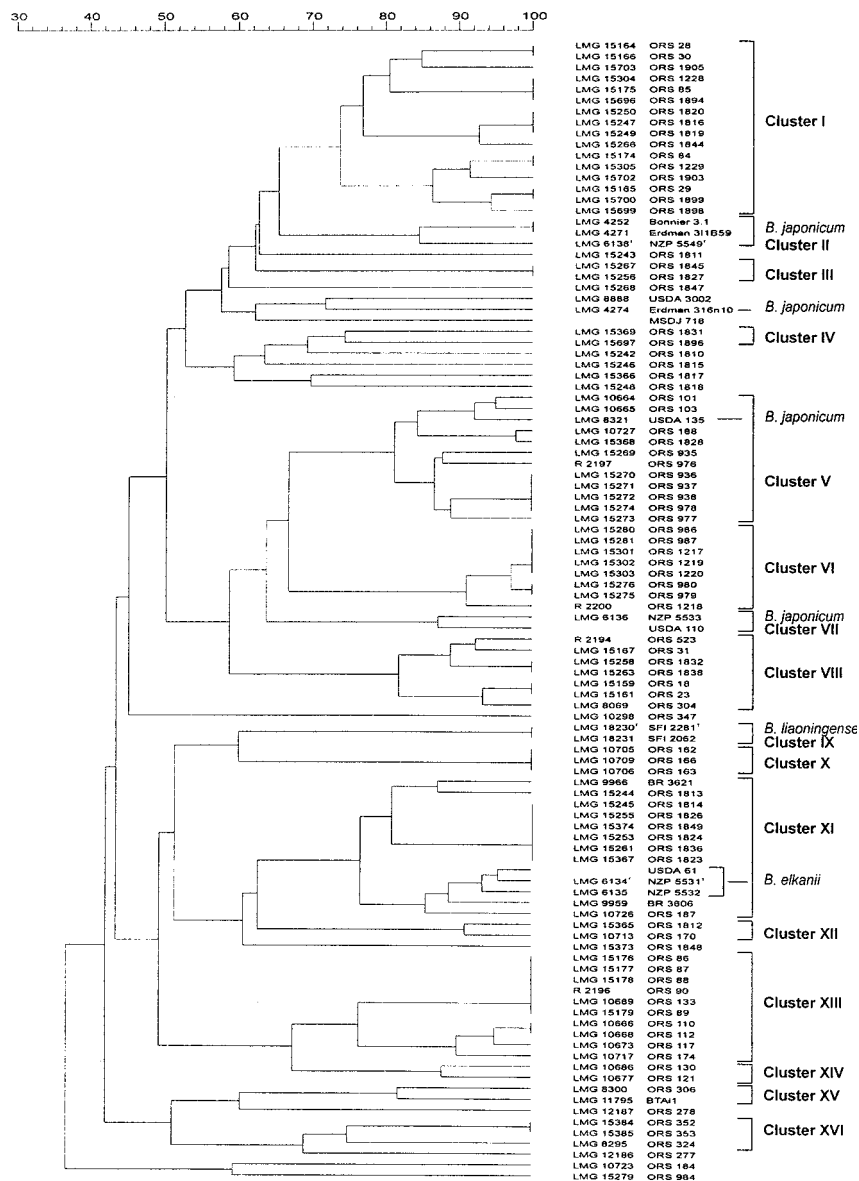 30 40 50 60 70 80 90 100
LMG 15164 ORS 28
LMG 15166 ORS 30
LMG 15703 ORS 1905
LMG 15304 ORS 1228
LMG 15175 ORS 85
LMG 15696 ORS 1894
LMG 15250 ORS 1820
LMG 15247 ORS 1816 Cluster I
LMG 15249 ORS 1819
LMG 15266 ORS 1844
LMG 15174 ORS 84
LMG 15305 ORS 1229
LMG 15702 ORS 1903
LMG 15165 ORS 29
LMG 15700 ORS 1899
LMG 15699 ORS 1898
LMG 4252 Bonnier 3.1 B. japonicum
LMG 4271 Erdman 3I1B59
LMG 6138' NZP 5549' Cluster II
LMG 15243 ORS 1811
LMG 15267 ORS 1845 Cluster III
LMG 15256 ORS 1827
LMG 15268 ORS 1847
LMG 8888 USDA 3002
LMG 4274 Erdman 316n10 B. japonicum
MSDJ 718
LMG 15369 ORS 1831 Cluster IV
LMG 15697 ORS 1896
LMG 15242 ORS 1810
LMG 15246 ORS 1815
LMG 15366 ORS 1817
LMG 15248 ORS 1818
LMG 10664 ORS 101
LMG 10665 ORS 103
LMG 8321 USDA 135 B. japonicum
LMG 10727 ORS 188
LMG 15368 ORS 1828
LMG 15269 ORS 935
R 2197 ORS 976
LMG 15270 ORS 936 Cluster V
LMG 15271 ORS 937
LMG 15272 ORS 938
LMG 15274 ORS 978
LMG 15273 ORS 977
LMG 15280 ORS 986
LMG 15281 ORS 987
LMG 15301 ORS 1217
LMG 15302 ORS 1219 Cluster VI
LMG 15303 ORS 1220
LMG 15276 ORS 980
LMG 15275 ORS 979
R 2200 ORS 1218
LMG 6136 NZP 5533 B. japonicum
USDA 110 Cluster VII
R 2194 ORS 523
LMG 15167 ORS 31
LMG 15258 ORS 1832
LMG 15263 ORS 1838 Cluster VIII
LMG 15159 ORS 18
LMG 15161 ORS 23
LMG 8069 ORS 304
LMG 10298 ORS 347
LMG 18230' SFI 2281' B. liaoningense
LMG 18231 SFI 2062 Cluster IX
LMG 10705 ORS 162
LMG 10709 ORS 166 Cluster X
LMG 10706 ORS 163
LMG 9966 BR 3621
LMG 15244 ORS 1813
LMG 15245 ORS 1814
LMG 15255 ORS 1826
LMG 15374 ORS 1849 Cluster XI
LMG 15253 ORS 1824
LMG 15261 ORS 1836
LMG 15367 ORS 1823
USDA 61
LMG 6134' NZP 5531' B. elkanii
LMG 6135 NZP 5532
LMG 9959 BR 3806
LMG 10726 ORS 187
LMG 15365 ORS 1812
LMG 10713 ORS 170 Cluster XII
LMG 15373 ORS 1848
LMG 15176 ORS 86
LMG 15177 ORS 87
LMG 15178 ORS 88
R 2196 ORS 90
LMG 10689 ORS 133 Cluster XIII
LMG 15179 ORS 89
LMG 10666 ORS 110
LMG 10668 ORS 112
LMG 10673 ORS 117
LMG 10717 ORS 174
LMG 10686 ORS 130 Cluster XIV
LMG 10677 ORS 121
LMG 8300 ORS 306
LMG 11795 BTAi1 Cluster XV
LMG 12187 ORS 278
LMG 15384 ORS 352
LMG 15385 ORS 353 Cluster XVI
LMG 8295 ORS 324
LMG 12186 ORS 277
LMG 10723 ORS 184
LMG 15279 ORS 984